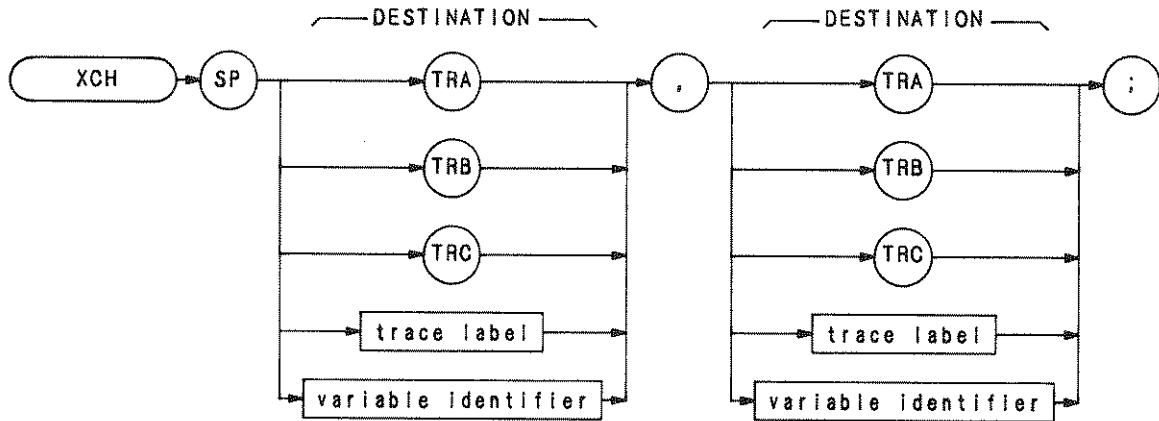 DESTINATION DESTINATION
XCH SP TRA , TRA ;
TRB TRB
TRC TRC
trace label trace label
variable identifier variable identifier